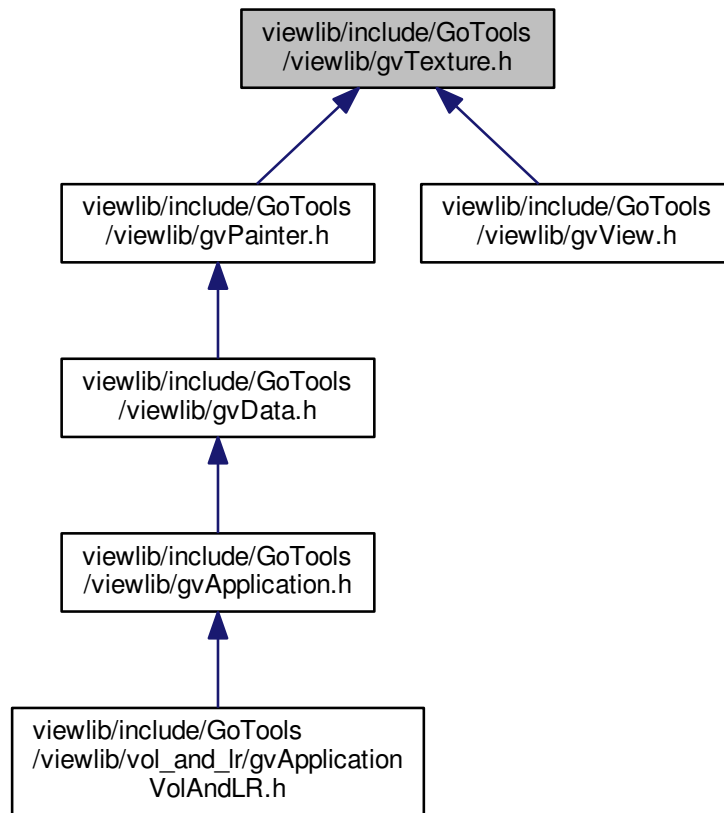 viewlib/include/GoTools
/viewlib/gvTexture.h
viewlib/include/GoTools
/viewlib/gvPainter.h
viewlib/include/GoTools
/viewlib/gvView.h
viewlib/include/GoTools
/viewlib/gvData.h
viewlib/include/GoTools
/viewlib/gvApplication.h
viewlib/include/GoTools
/viewlib/vol_and_lr/gvApplication
VolAndLR.h